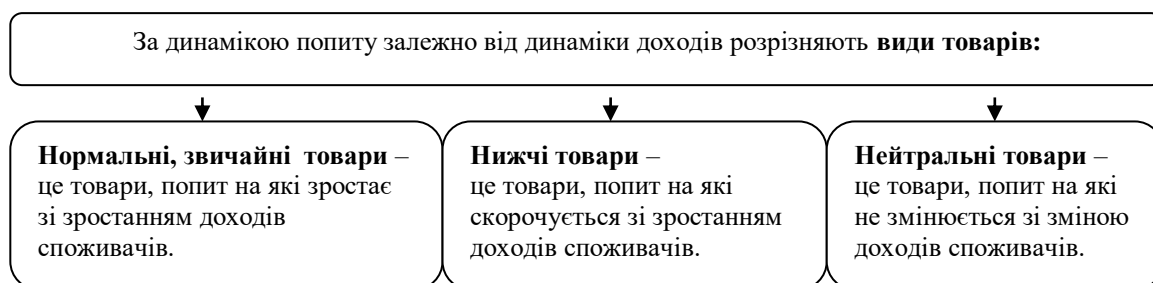 За динамікою попиту залежно від динаміки доходів розрізняють види товарів:
Нормальні, звичайні товари –
це товари, попит на які зростає
зі зростанням доходів
споживачів.
Нижчі товари –
це товари, попит на які
скорочується зі зростанням
доходів споживачів.
Нейтральні товари –
це товари, попит на які
не змінюється зі зміною
доходів споживачів.